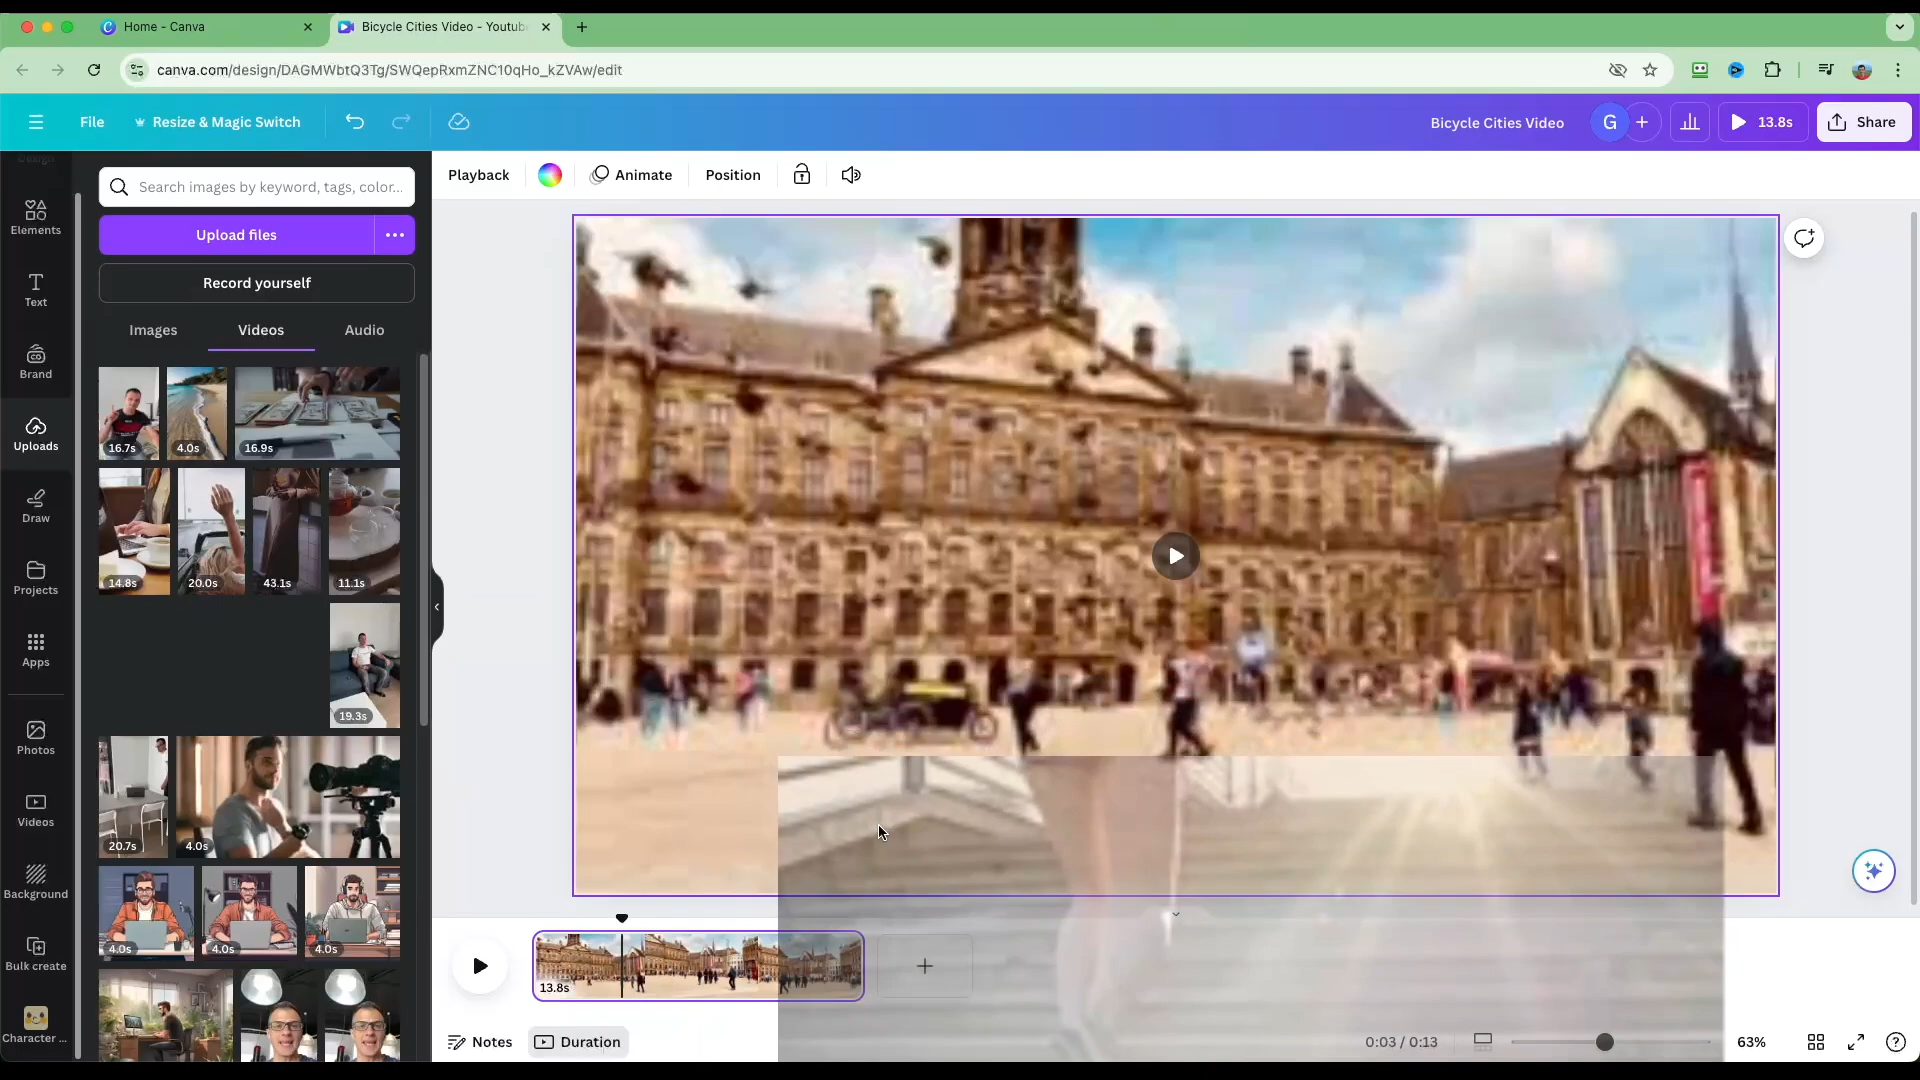 Home - Canva
Bicycle Cities Video - Youtub
canva.com/design/DAGMWbtQ3Tg/SWQepRxmZNC10qHo_kZVAw/edit
File
Resize & Magic Switch
Bicycle Cities Video
G
13.8s
Share
Design
Search images by keyword, tags, color...
Playback
Animate
Position
Elements
Upload files
Text
Record yourself
Images
Videos
Audio
Brand
CO
Uploads
16.7s
4.0s
16.9s
Draw
14.8s
20.0s
43.1s
11.1s
Projects
Apps
19.3s
Photos
Videos
20.7s
4.0s
Background
4.0s
4.0s
4.0s
Bulk create
13.8s
Character ...
Notes
Duration
0:03 / 0:13
63%